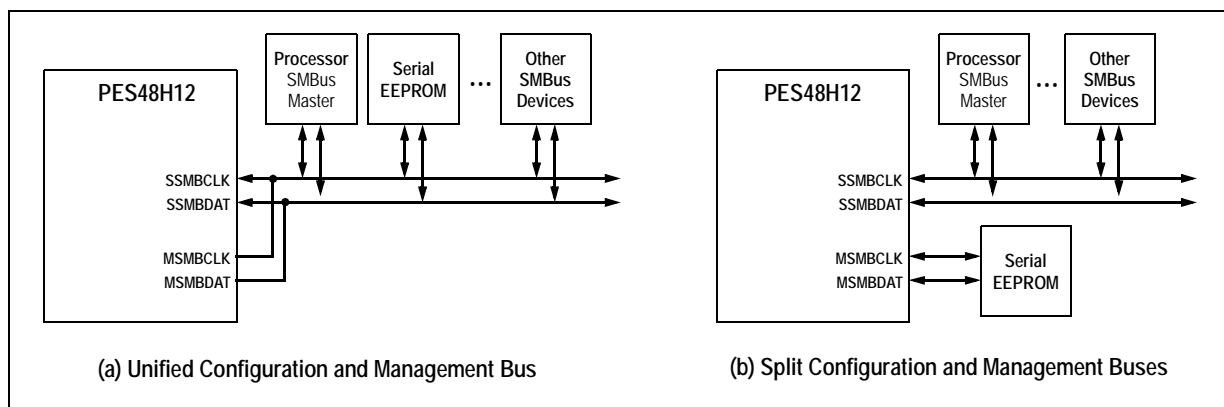 PES48H12
Processor
SMBus
Master
Serial
EEPROM
...
Other
SMBus
Devices
SSMBCLK
SSMBDAT
MSMBCLK
MSMBDAT
(a) Unified Configuration and Management Bus
PES48H12
Processor
SMBus
Master
...
Other
SMBus
Devices
SSMBCLK
SSMBDAT
MSMBCLK
MSMBDAT
Serial
EEPROM
(b) Split Configuration and Management Buses